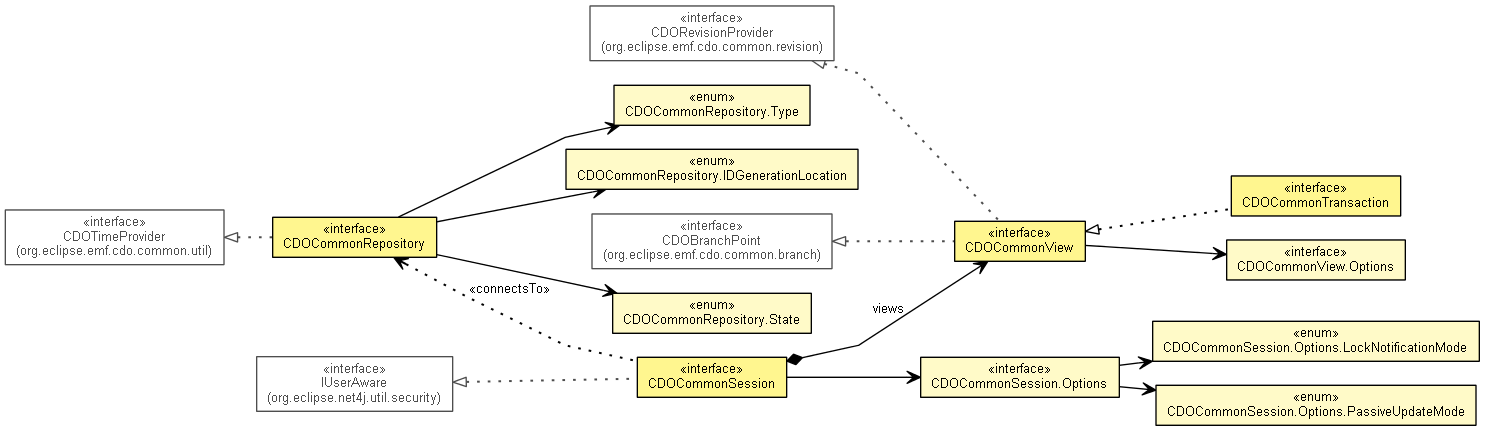 «interface»
CDORevisionProvider
(org.eclipse.emf.cdo.common.revision)
«enum»
CDOCommonRepository.Type
«enum»
CDOCommonRepository.IDGenerationLocation
«interface»
CDOCommonTransaction
«interface»
CDOTimeProvider
(org.eclipse.emf.cdo.common.util)
«interface»
CDOCommonRepository
«interface»
CDOBranchPoint
(org.eclipse.emf.cdo.common.branch)
«interface»
CDOCommonView
«interface»
CDOCommonView.Options
«connectsTo»
«enum»
CDOCommonRepository.State
views
«enum»
CDOCommonSession.Options.LockNotificationMode
«interface»
IUserAware
(org.eclipse.net4j.util.security)
«interface»
CDOCommonSession
«interface»
CDOCommonSession.Options
«enum»
CDOCommonSession.Options.PassiveUpdateMode